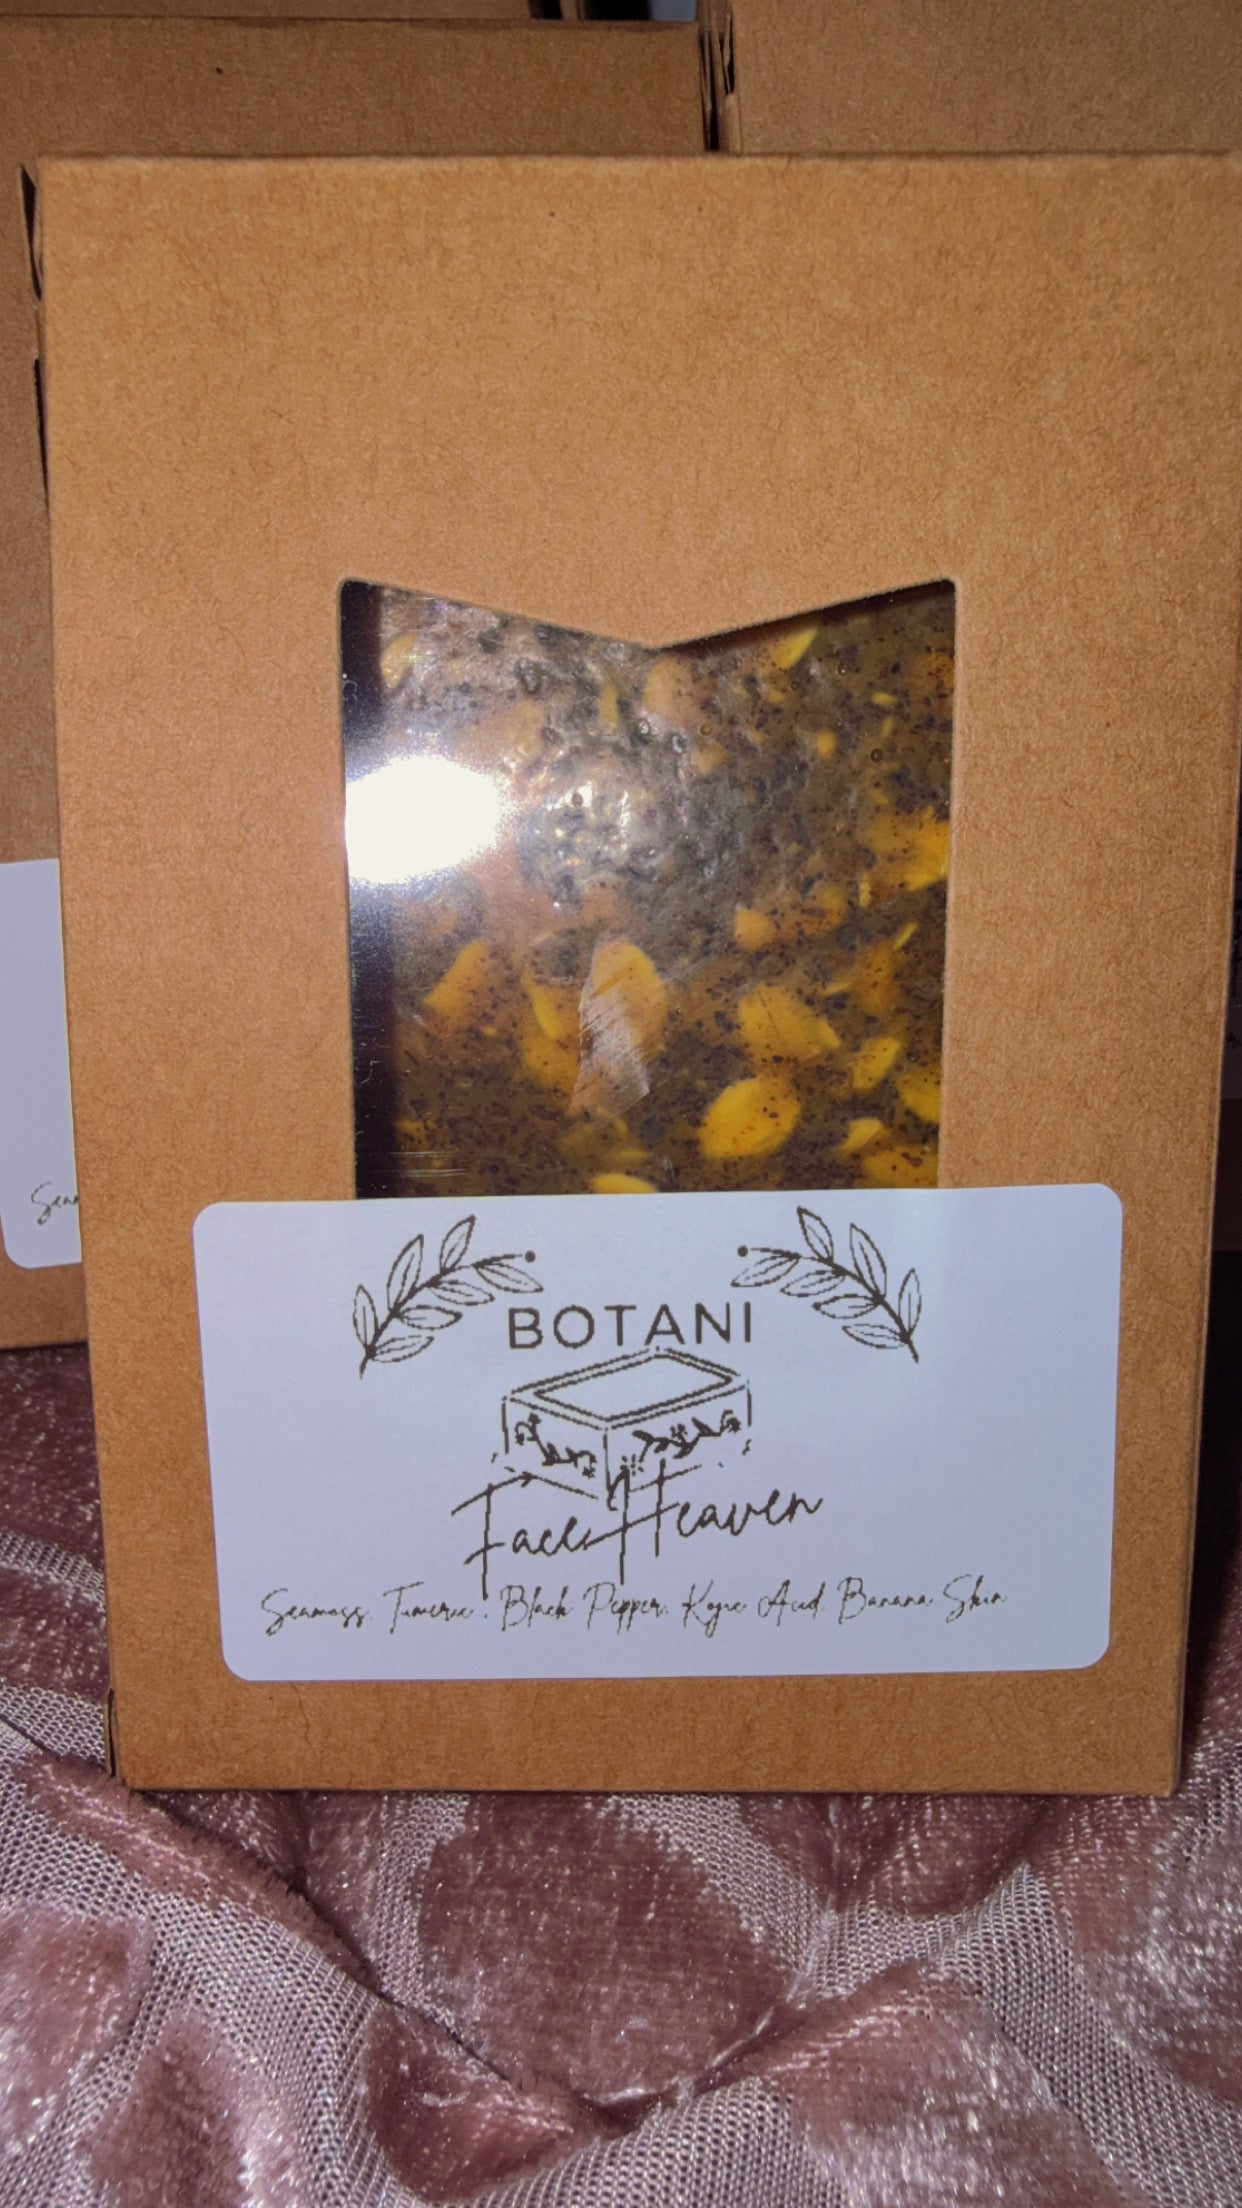 BOTANI
Face Heaven
Seamoss, Tumeric, Black Pepper, Kojic Acid, Banana Skin